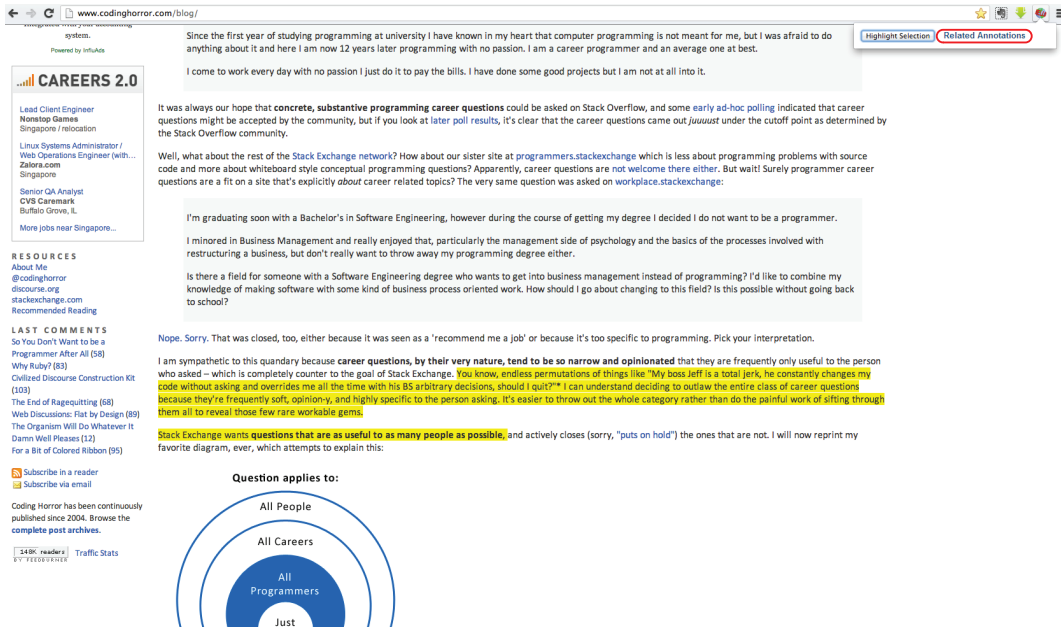 www.codinghorror.com/blog/
Highlight Selection
Related Annotations
system.
Powered by InfluAds
CAREERS 2.0
Lead Client Engineer
Nonstop Games
Singapore / relocation
Linux Systems Administrator /
Web Operations Engineer (with...
Zalora.com
Singapore
Senior QA Analyst
CVS Caremark
Buffalo Grove, IL
More jobs near Singapore...
RESOURCES
About Me
@codinghorror
discourse.org
stackexchange.com
Recommended Reading
LAST COMMENTS
So You Don't Want to be a
Programmer After All (58)
Why Ruby? (83)
Civilized Discourse Construction Kit
(103)
The End of Ragequitting (68)
Web Discussions: Flat by Design (89)
The Organism Will Do Whatever It
Damn Well Pleases (12)
For a Bit of Colored Ribbon (95)
Subscribe in a reader
Subscribe via email
Coding Horror has been continuously
published since 2004. Browse the
complete post archives.
148K readers
BY FEEDBURNER
Traffic Stats
Since the first year of studying programming at university I have known in my heart that computer programming is not meant for me, but I was afraid to do
anything about it and here I am now 12 years later programming with no passion. I am a career programmer and an average one at best.
I come to work every day with no passion I just do it to pay the bills. I have done some good projects but I am not at all into it.
It was always our hope that concrete, substantive programming career questions could be asked on Stack Overflow, and some early ad-hoc polling indicated that career
questions might be accepted by the community, but if you look at later poll results, it's clear that the career questions came out juuuust under the cutoff point as determined by
the Stack Overflow community.
Well, what about the rest of the Stack Exchange network? How about our sister site at programmers.stackexchange which is less about programming problems with source
code and more about whiteboard style conceptual programming questions? Apparently, career questions are not welcome there either. But wait! Surely programmer career
questions are a fit on a site that's explicitly about career related topics? The very same question was asked on workplace.stackexchange:
I'm graduating soon with a Bachelor's in Software Engineering, however during the course of getting my degree I decided I do not want to be a programmer.
I minored in Business Management and really enjoyed that, particularly the management side of psychology and the basics of the processes involved with
restructuring a business, but don't really want to throw away my programming degree either.
Is there a field for someone with a Software Engineering degree who wants to get into business management instead of programming? I'd like to combine my
knowledge of making software with some kind of business process oriented work. How should I go about changing to this field? Is this possible without going back
to school?
Nope. Sorry. That was closed, too, either because it was seen as a 'recommend me a job' or because it's too specific to programming. Pick your interpretation.
I am sympathetic to this quandary because career questions, by their very nature, tend to be so narrow and opinionated that they are frequently only useful to the person
who asked – which is completely counter to the goal of Stack Exchange. You know, endless permutations of things like "My boss Jeff is a total jerk, he constantly changes my
code without asking and overrides me all the time with his BS arbitrary decisions, should I quit?"* I can understand deciding to outlaw the entire class of career questions
because they're frequently soft, opinion-y, and highly specific to the person asking. It's easier to throw out the whole category rather than do the painful work of sifting through
them all to reveal those few rare workable gems.
Stack Exchange wants questions that are as useful to as many people as possible, and actively closes (sorry, "puts on hold") the ones that are not. I will now reprint my
favorite diagram, ever, which attempts to explain this:
Question applies to:
All People
All Careers
All
Programmers
Just